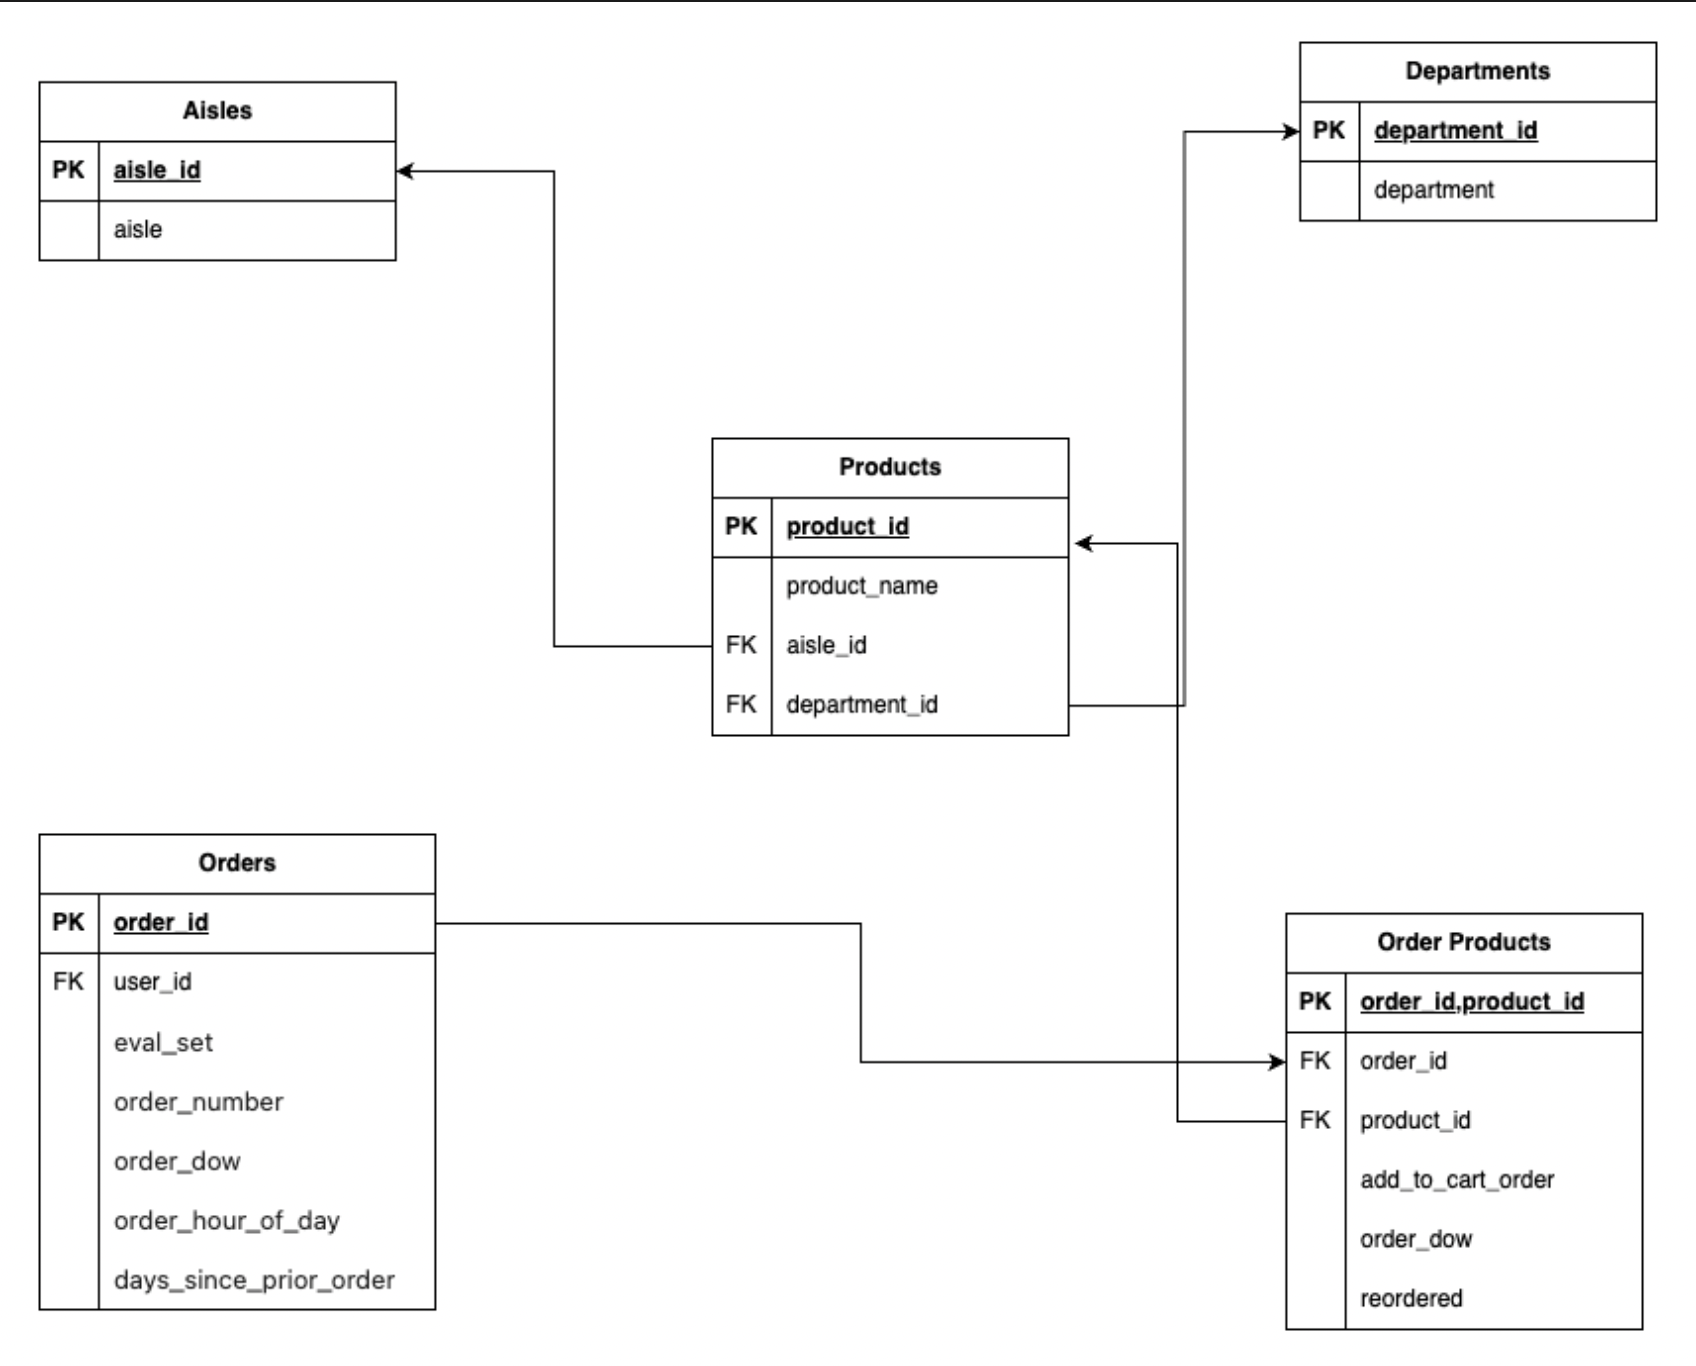 Aisles
PK aisle_id
aisle
Departments
PK department_id
department
Products
PK product_id
product_name
FK aisle_id
FK department_id
Orders
PK order_id
FK user_id
eval_set
order_number
order_dow
order_hour_of_day
days_since_prior_order
Order Products
PK order_id,product_id
FK order_id
FK product_id
add_to_cart_order
order_dow
reordered